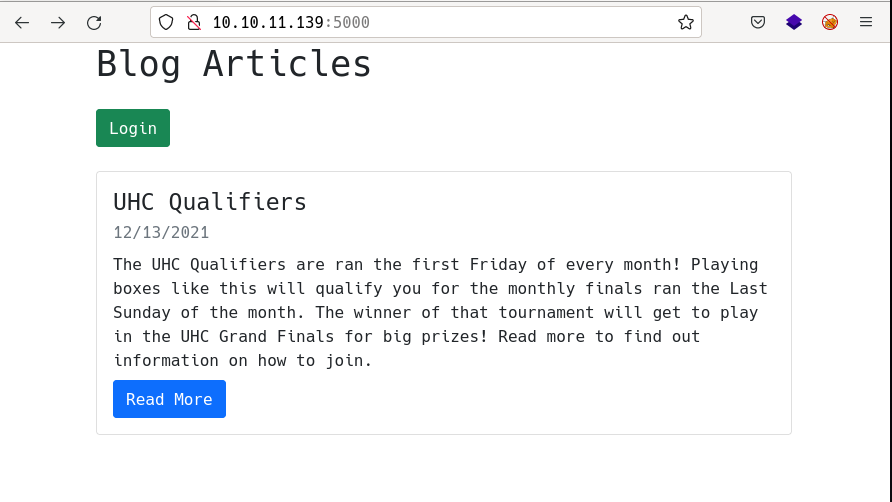 10.10.11.139:5000
Blog Articles
Login
UHC Qualifiers
12/13/2021
The UHC Qualifiers are ran the first Friday of every month! Playing
boxes like this will qualify you for the monthly finals ran the Last
Sunday of the month. The winner of that tournament will get to play
in the UHC Grand Finals for big prizes! Read more to find out
information on how to join.
Read More